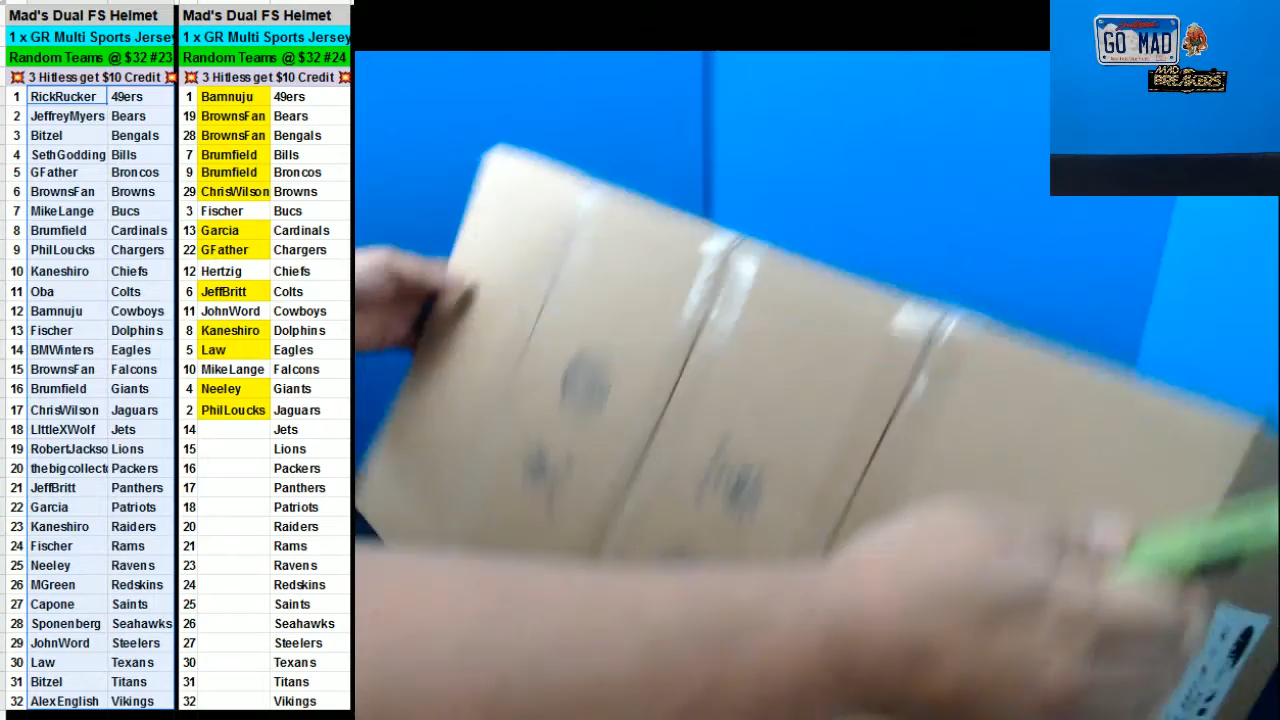 Mad's Dual FS Helmet
1 x GR Multi Sports Jersey
Random Teams @ $32 #23
3 Hitless get $10 Credit
1 RickRucker 49ers
2 JeffreyMyers Bears
3 Bitzel Bengals
4 SethGodding Bills
5 GFather Broncos
6 BrownsFan Browns
7 MikeLange Bucs
8 Brumfield Cardinals
9 PhilLoucks Chargers
10 Kaneshiro Chiefs
11 Oba Colts
12 Bamnuju Cowboys
13 Fischer Dolphins
14 BMWinters Eagles
15 BrownsFan Falcons
16 Brumfield Giants
17 ChrisWilson Jaguars
18 LIttleXWolf Jets
19 RobertJackso Lions
20 thebigcollect Packers
21 JeffBritt Panthers
22 Garcia Patriots
23 Kaneshiro Raiders
24 Fischer Rams
25 Neeley Ravens
26 MGreen Redskins
27 Capone Saints
28 Sponenberg Seahawks
29 JohnWord Steelers
30 Law Texans
31 Bitzel Titans
32 AlexEnglish Vikings
Mad's Dual FS Helmet
1 x GR Multi Sports Jersey
Random Teams @ $32 #24
3 Hitless get $10 Credit
1 Bamnuju 49ers
19 BrownsFan Bears
28 BrownsFan Bengals
7 Brumfield Bills
9 Brumfield Broncos
29 ChrisWilson Browns
3 Fischer Bucs
13 Garcia Cardinals
22 GFather Chargers
12 Hertzig Chiefs
6 JeffBritt Colts
11 JohnWord Cowboys
8 Kaneshiro Dolphins
5 Law Eagles
10 MikeLange Falcons
4 Neeley Giants
2 PhilLoucks Jaguars
14 Jets
15 Lions
16 Packers
17 Panthers
18 Patriots
20 Raiders
21 Rams
23 Ravens
24 Redskins
25 Saints
26 Seahawks
27 Steelers
30 Texans
31 Titans
32 Vikings
GO MAD
MAD
BREAKERS